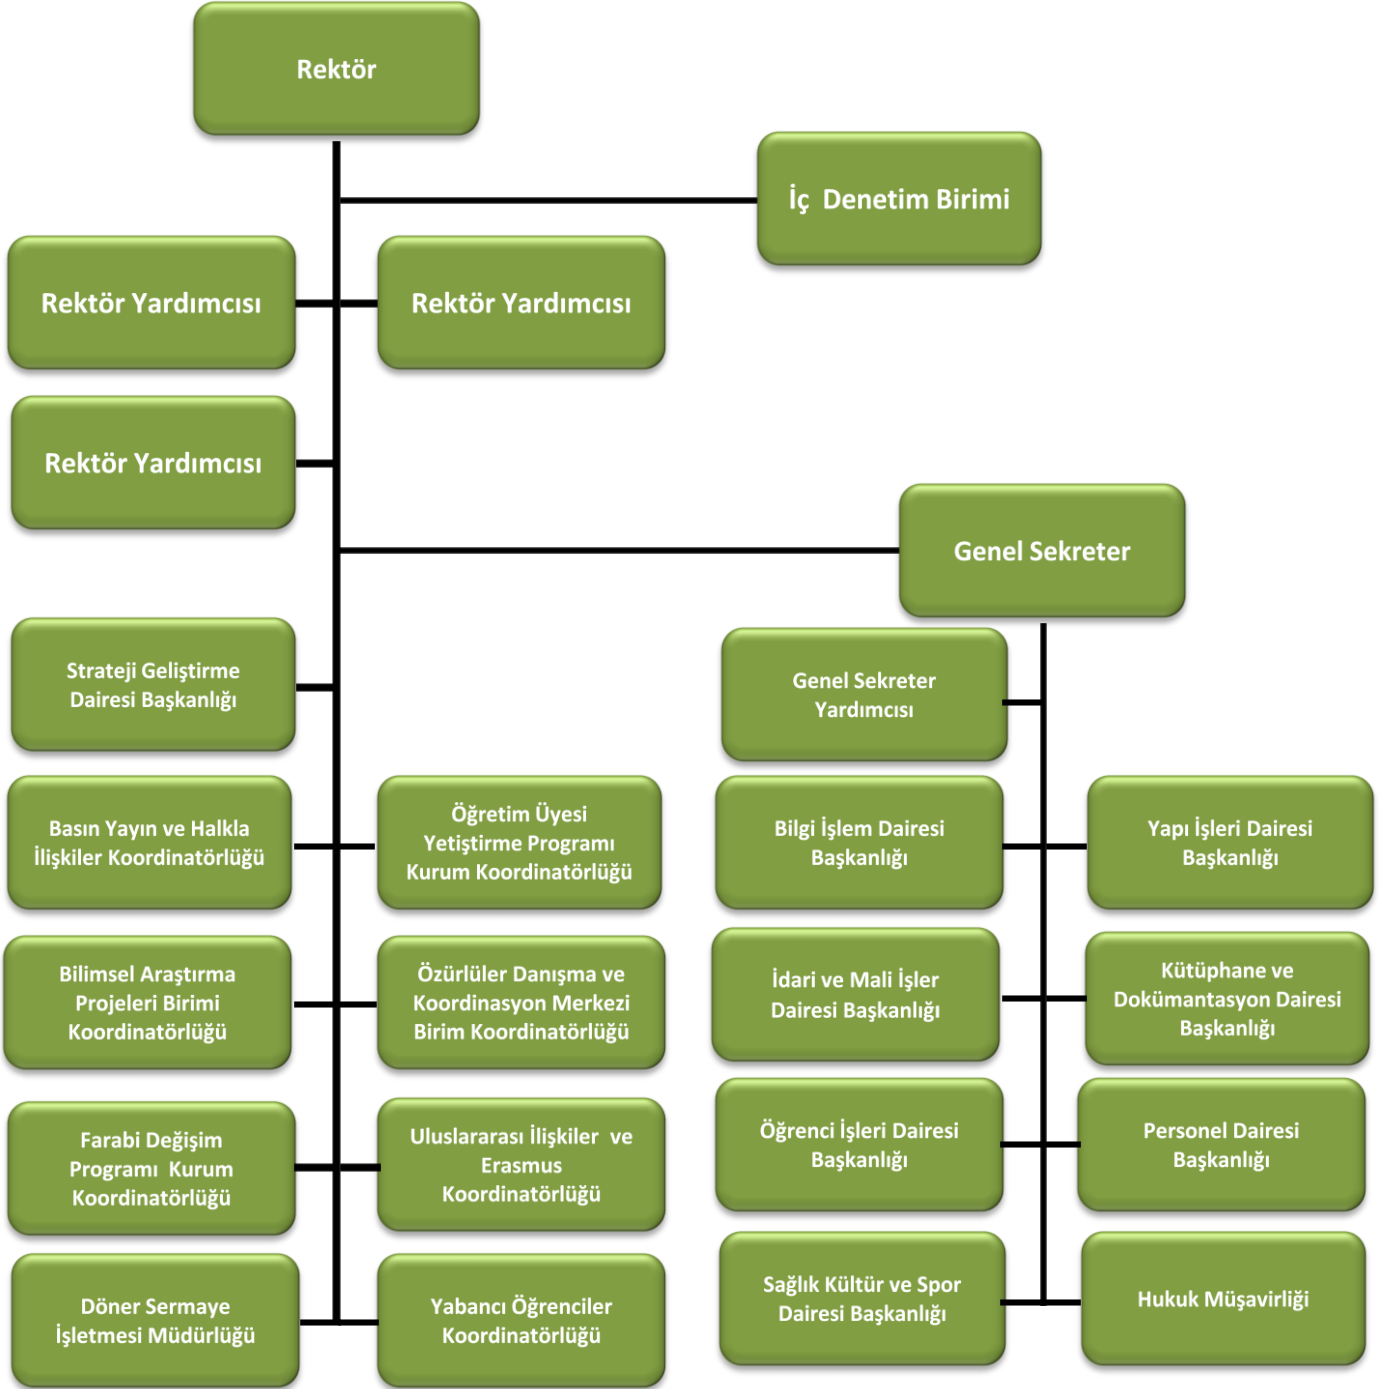 Rektör
İç Denetim Birimi
Rektör Yardımcısı
Rektör Yardımcısı
Rektör Yardımcısı
Genel Sekreter
Strateji Geliştirme
Dairesi Başkanlığı
Genel Sekreter
Yardımcısı
Basın Yayın ve Halkla
İlişkiler Koordinatörlüğü
Öğretim Üyesi
Yetiştirme Programı
Kurum Koordinatörlüğü
Bilgi İşlem Dairesi
Başkanlığı
Yapı İşleri Dairesi
Başkanlığı
Bilimsel Araştırma
Projeleri Birimi
Koordinatörlüğü
Özürlüler Danışma ve
Koordinasyon Merkezi
Birim Koordinatörlüğü
İdari ve Mali İşler
Dairesi Başkanlığı
Kütüphane ve
Dokümantasyon Dairesi
Başkanlığı
Farabi Değişim
Programı Kurum
Koordinatörlüğü
Uluslararası İlişkiler ve
Erasmus
Koordinatörlüğü
Öğrenci İşleri Dairesi
Başkanlığı
Personel Dairesi
Başkanlığı
Döner Sermaye
İşletmesi Müdürlüğü
Yabancı Öğrenciler
Koordinatörlüğü
Sağlık Kültür ve Spor
Dairesi Başkanlığı
Hukuk Müşavirliği